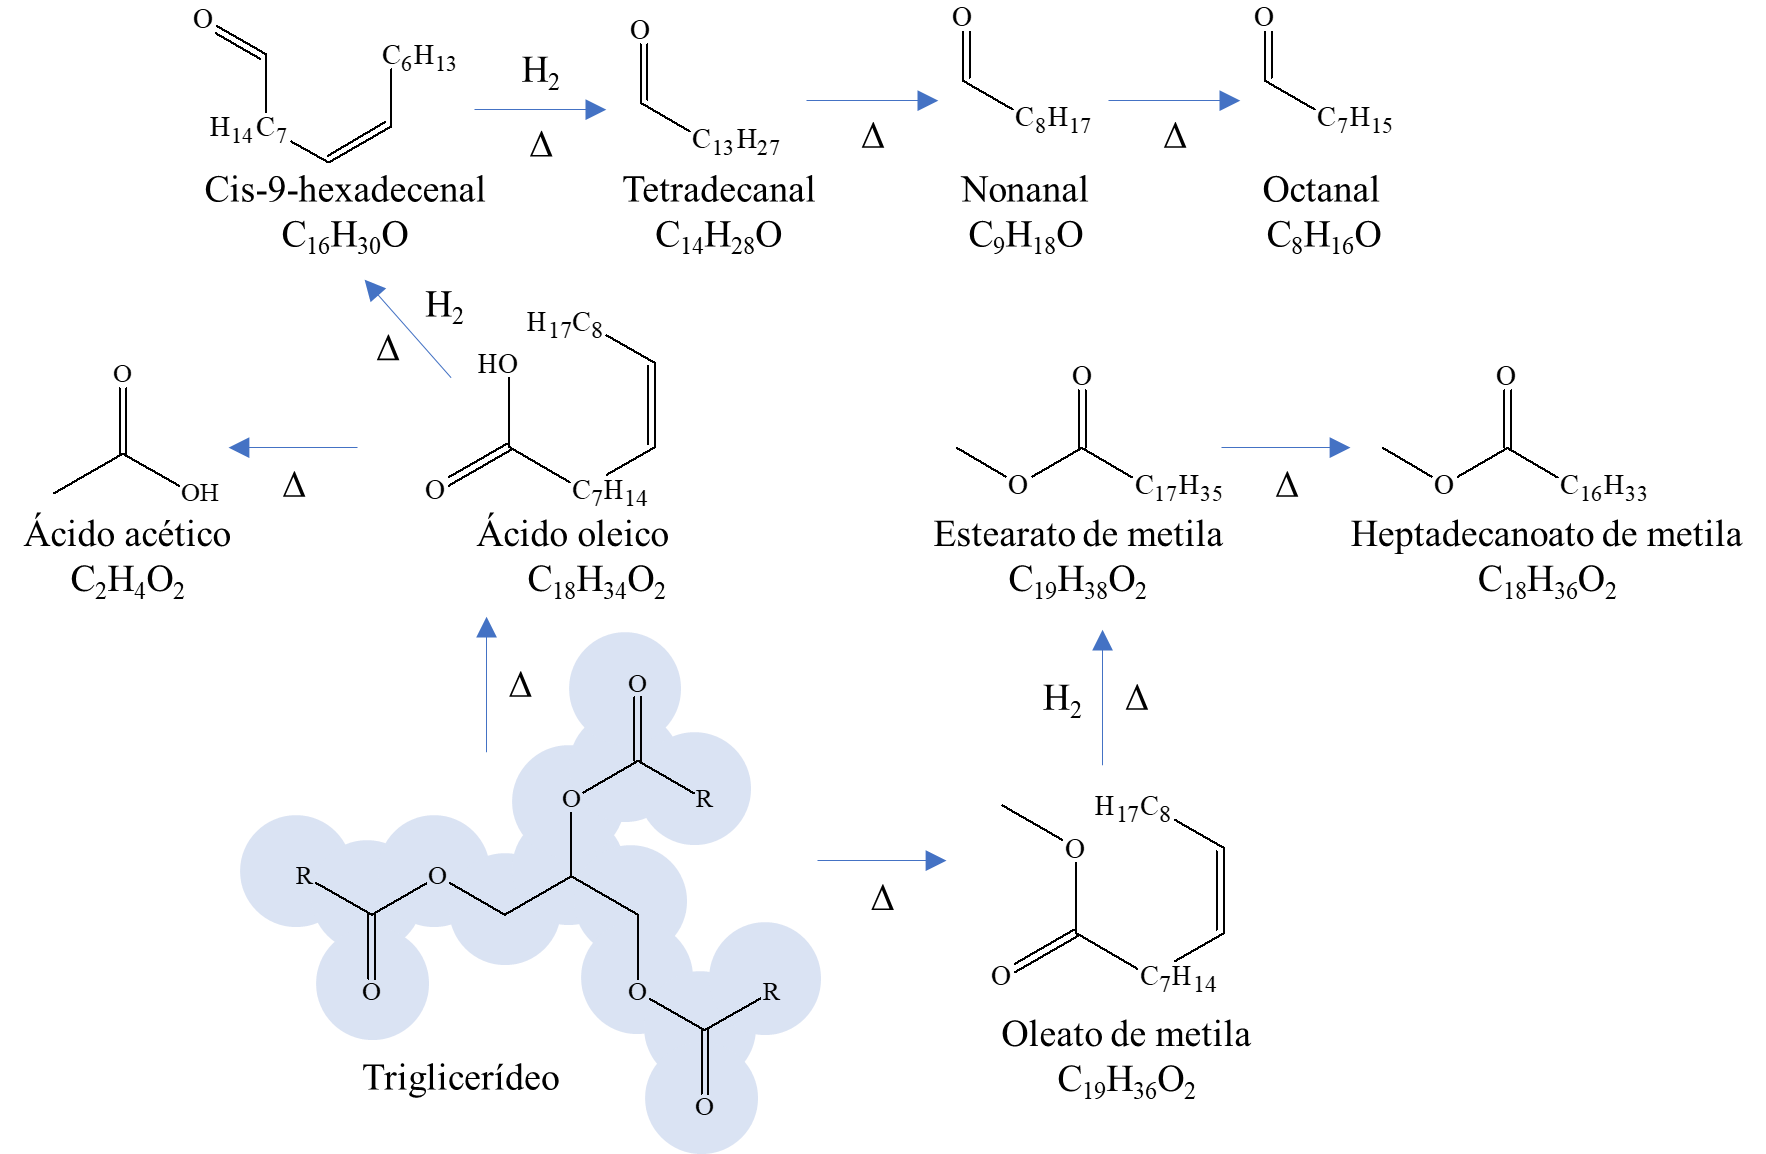 O
C6H13
H14C7
Cis-9-hexadecenal
C16H30O
H2
Δ
O
C13H27
Tetradecanal
C14H28O
Δ
O
C8H17
Nonanal
C9H18O
Δ
O
C7H15
Octanal
C8H16O
H2
Δ
O
OH
Ácido acético
C2H4O2
Δ
H17C8
HO
O
C7H14
Ácido oleico
C18H34O2
O
O
C17H35
Estearato de metila
C19H38O2
Δ
O
O
C16H33
Heptadecanoato de metila
C18H36O2
Δ
H2
Δ
O
O
R
R
O
O
O
R
O
Triglicerídeo
Δ
H17C8
O
O
C7H14
Oleato de metila
C19H36O2